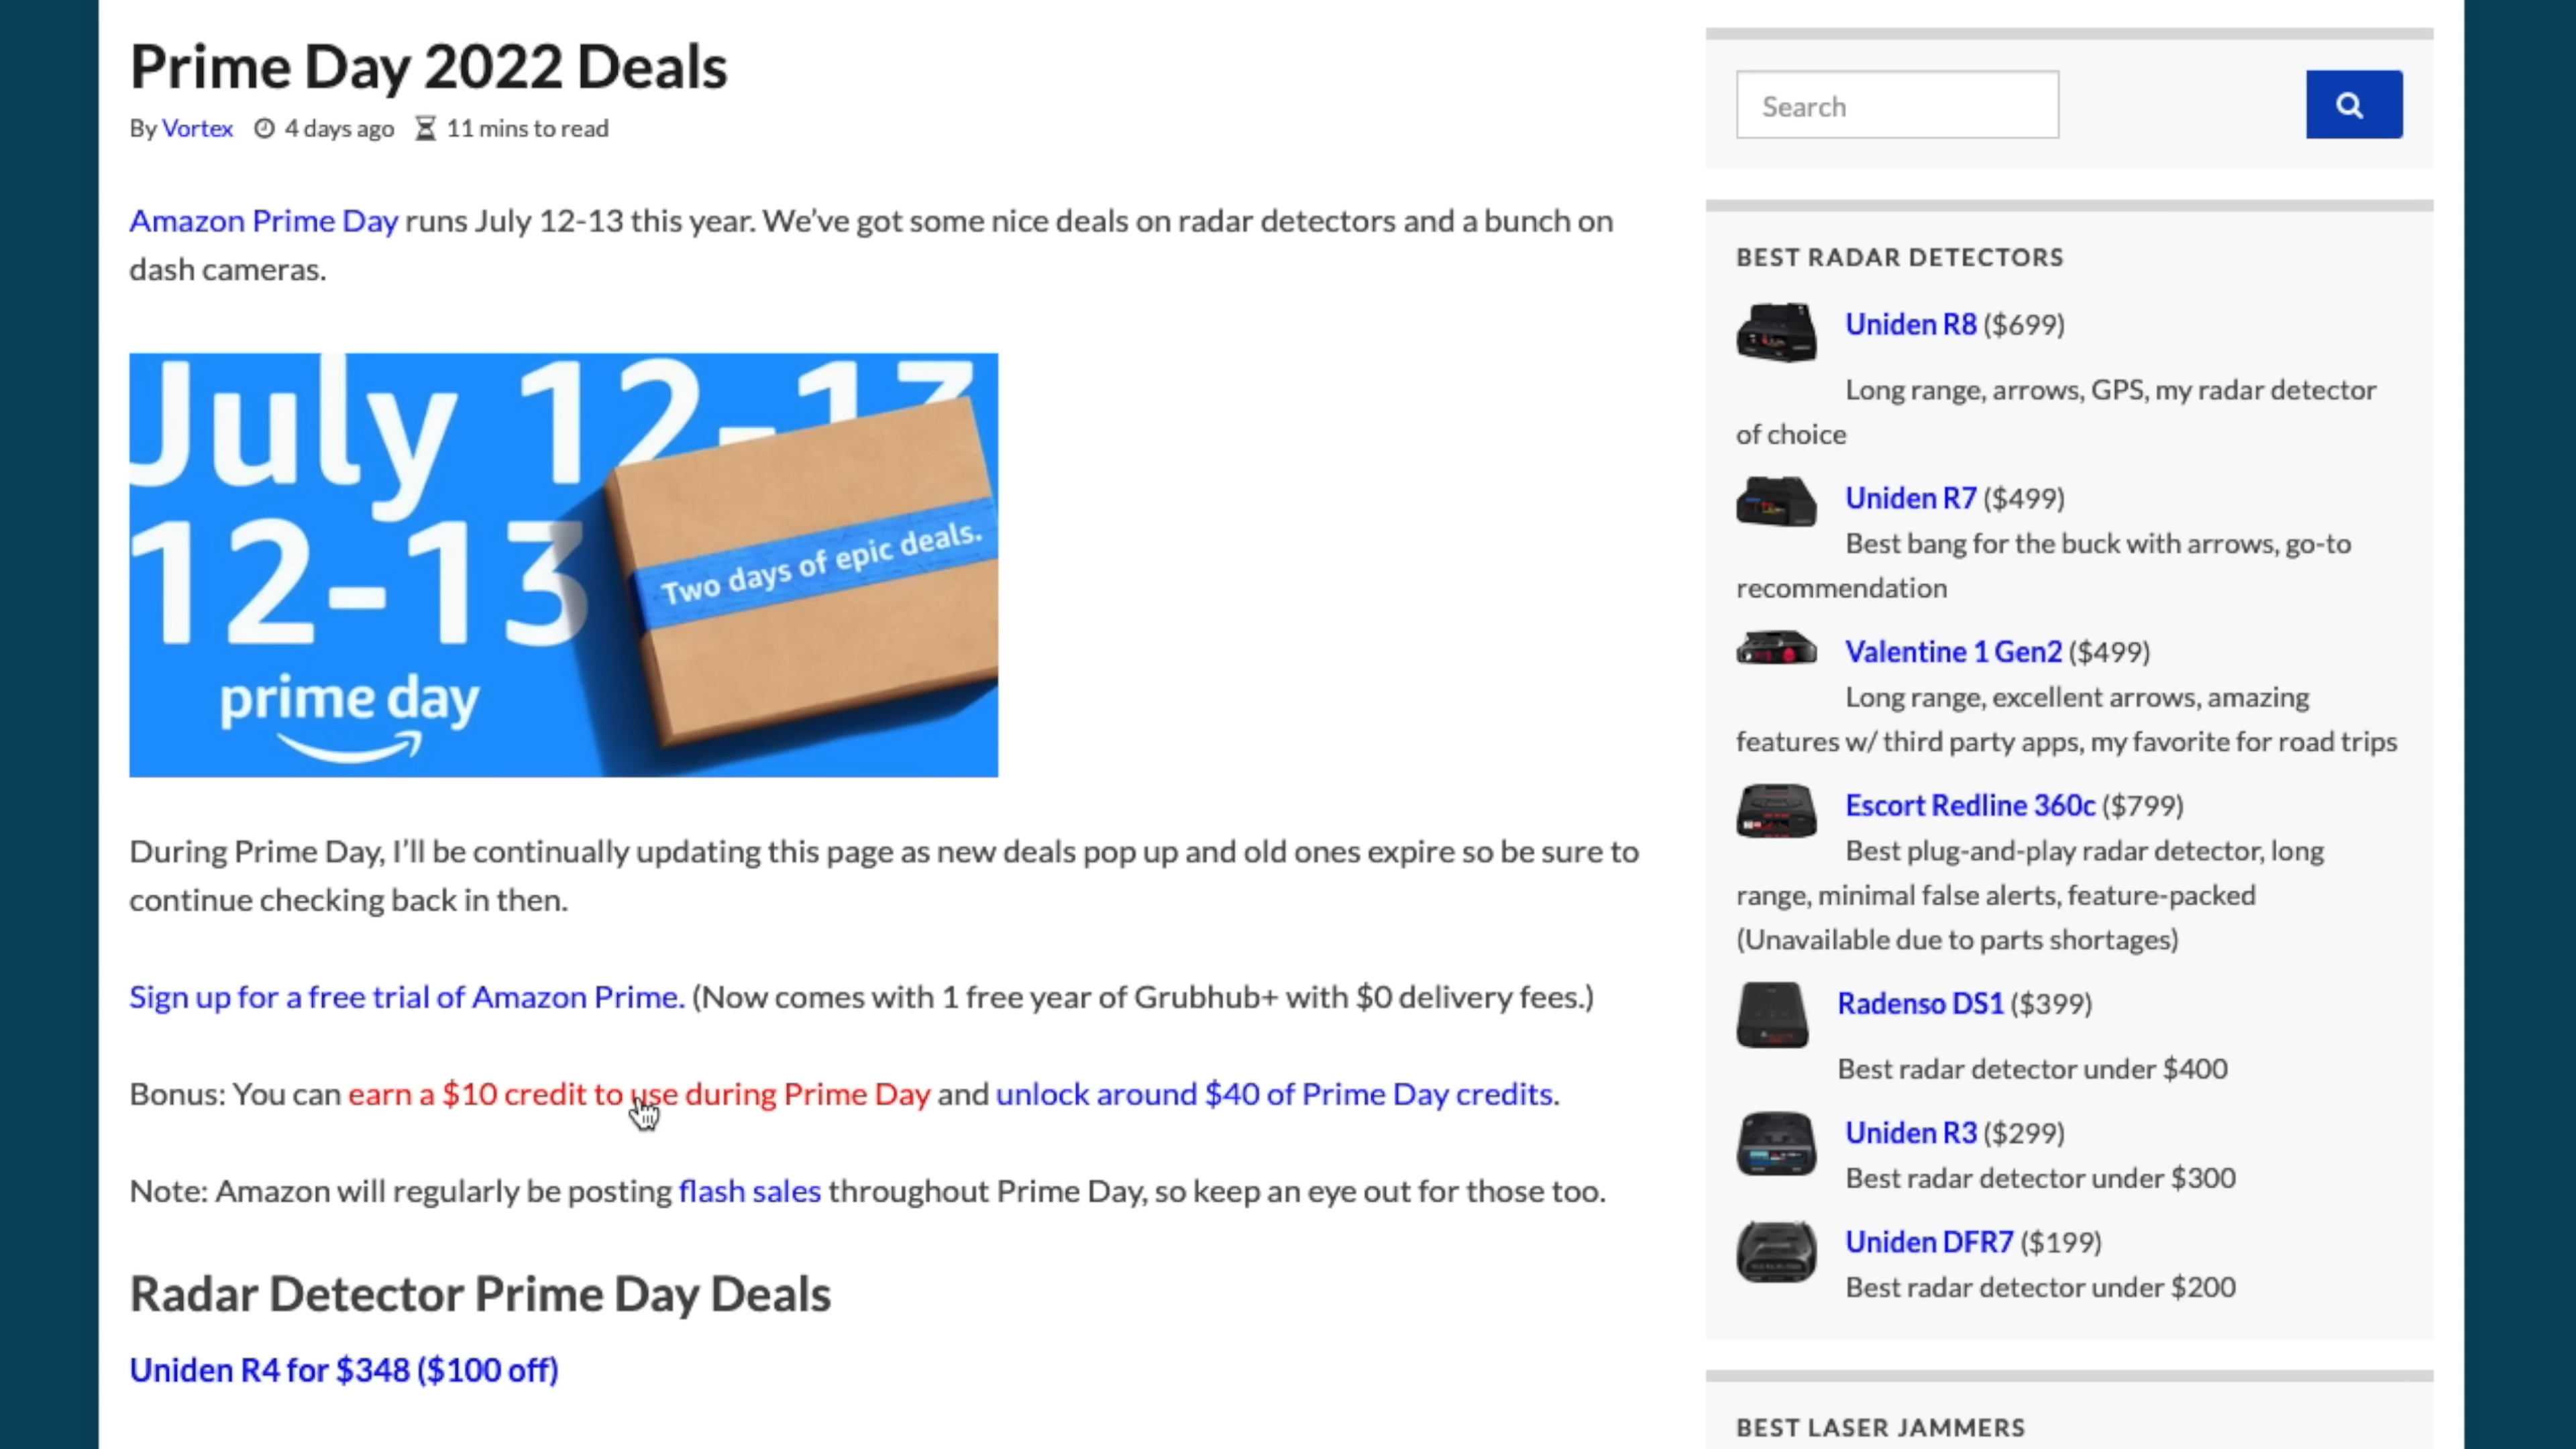 Prime Day 2022 Deals
By Vortex 4 days ago 11 mins to read
Amazon Prime Day runs July 12-13 this year. We've got some nice deals on radar detectors and a bunch on
dash cameras.
July 12-13
12-13
Two days of epic deals.
prime day
During Prime Day, I'll be continually updating this page as new deals pop up and old ones expire so be sure to
continue checking back in then.
Sign up for a free trial of Amazon Prime. (Now comes with 1 free year of Grubhub+ with $0 delivery fees.)
Bonus: You can earn a $10 credit to use during Prime Day and unlock around $40 of Prime Day credits.
Note: Amazon will regularly be posting flash sales throughout Prime Day, so keep an eye out for those too.
Radar Detector Prime Day Deals
Uniden R4 for $348 ($100 off)
Search
BEST RADAR DETECTORS
Uniden R8 ($699)
Long range, arrows, GPS, my radar detector
of choice
Uniden R7 ($499)
Best bang for the buck with arrows, go-to
recommendation
Valentine 1 Gen2 ($499)
Long range, excellent arrows, amazing
features w/ third party apps, my favorite for road trips
Escort Redline 360c ($799)
Best plug-and-play radar detector, long
range, minimal false alerts, feature-packed
(Unavailable due to parts shortages)
Radenso DS1 ($399)
Best radar detector under $400
Uniden R3 ($299)
Best radar detector under $300
Uniden DFR7 ($199)
Best radar detector under $200
BEST LASER JAMMERS